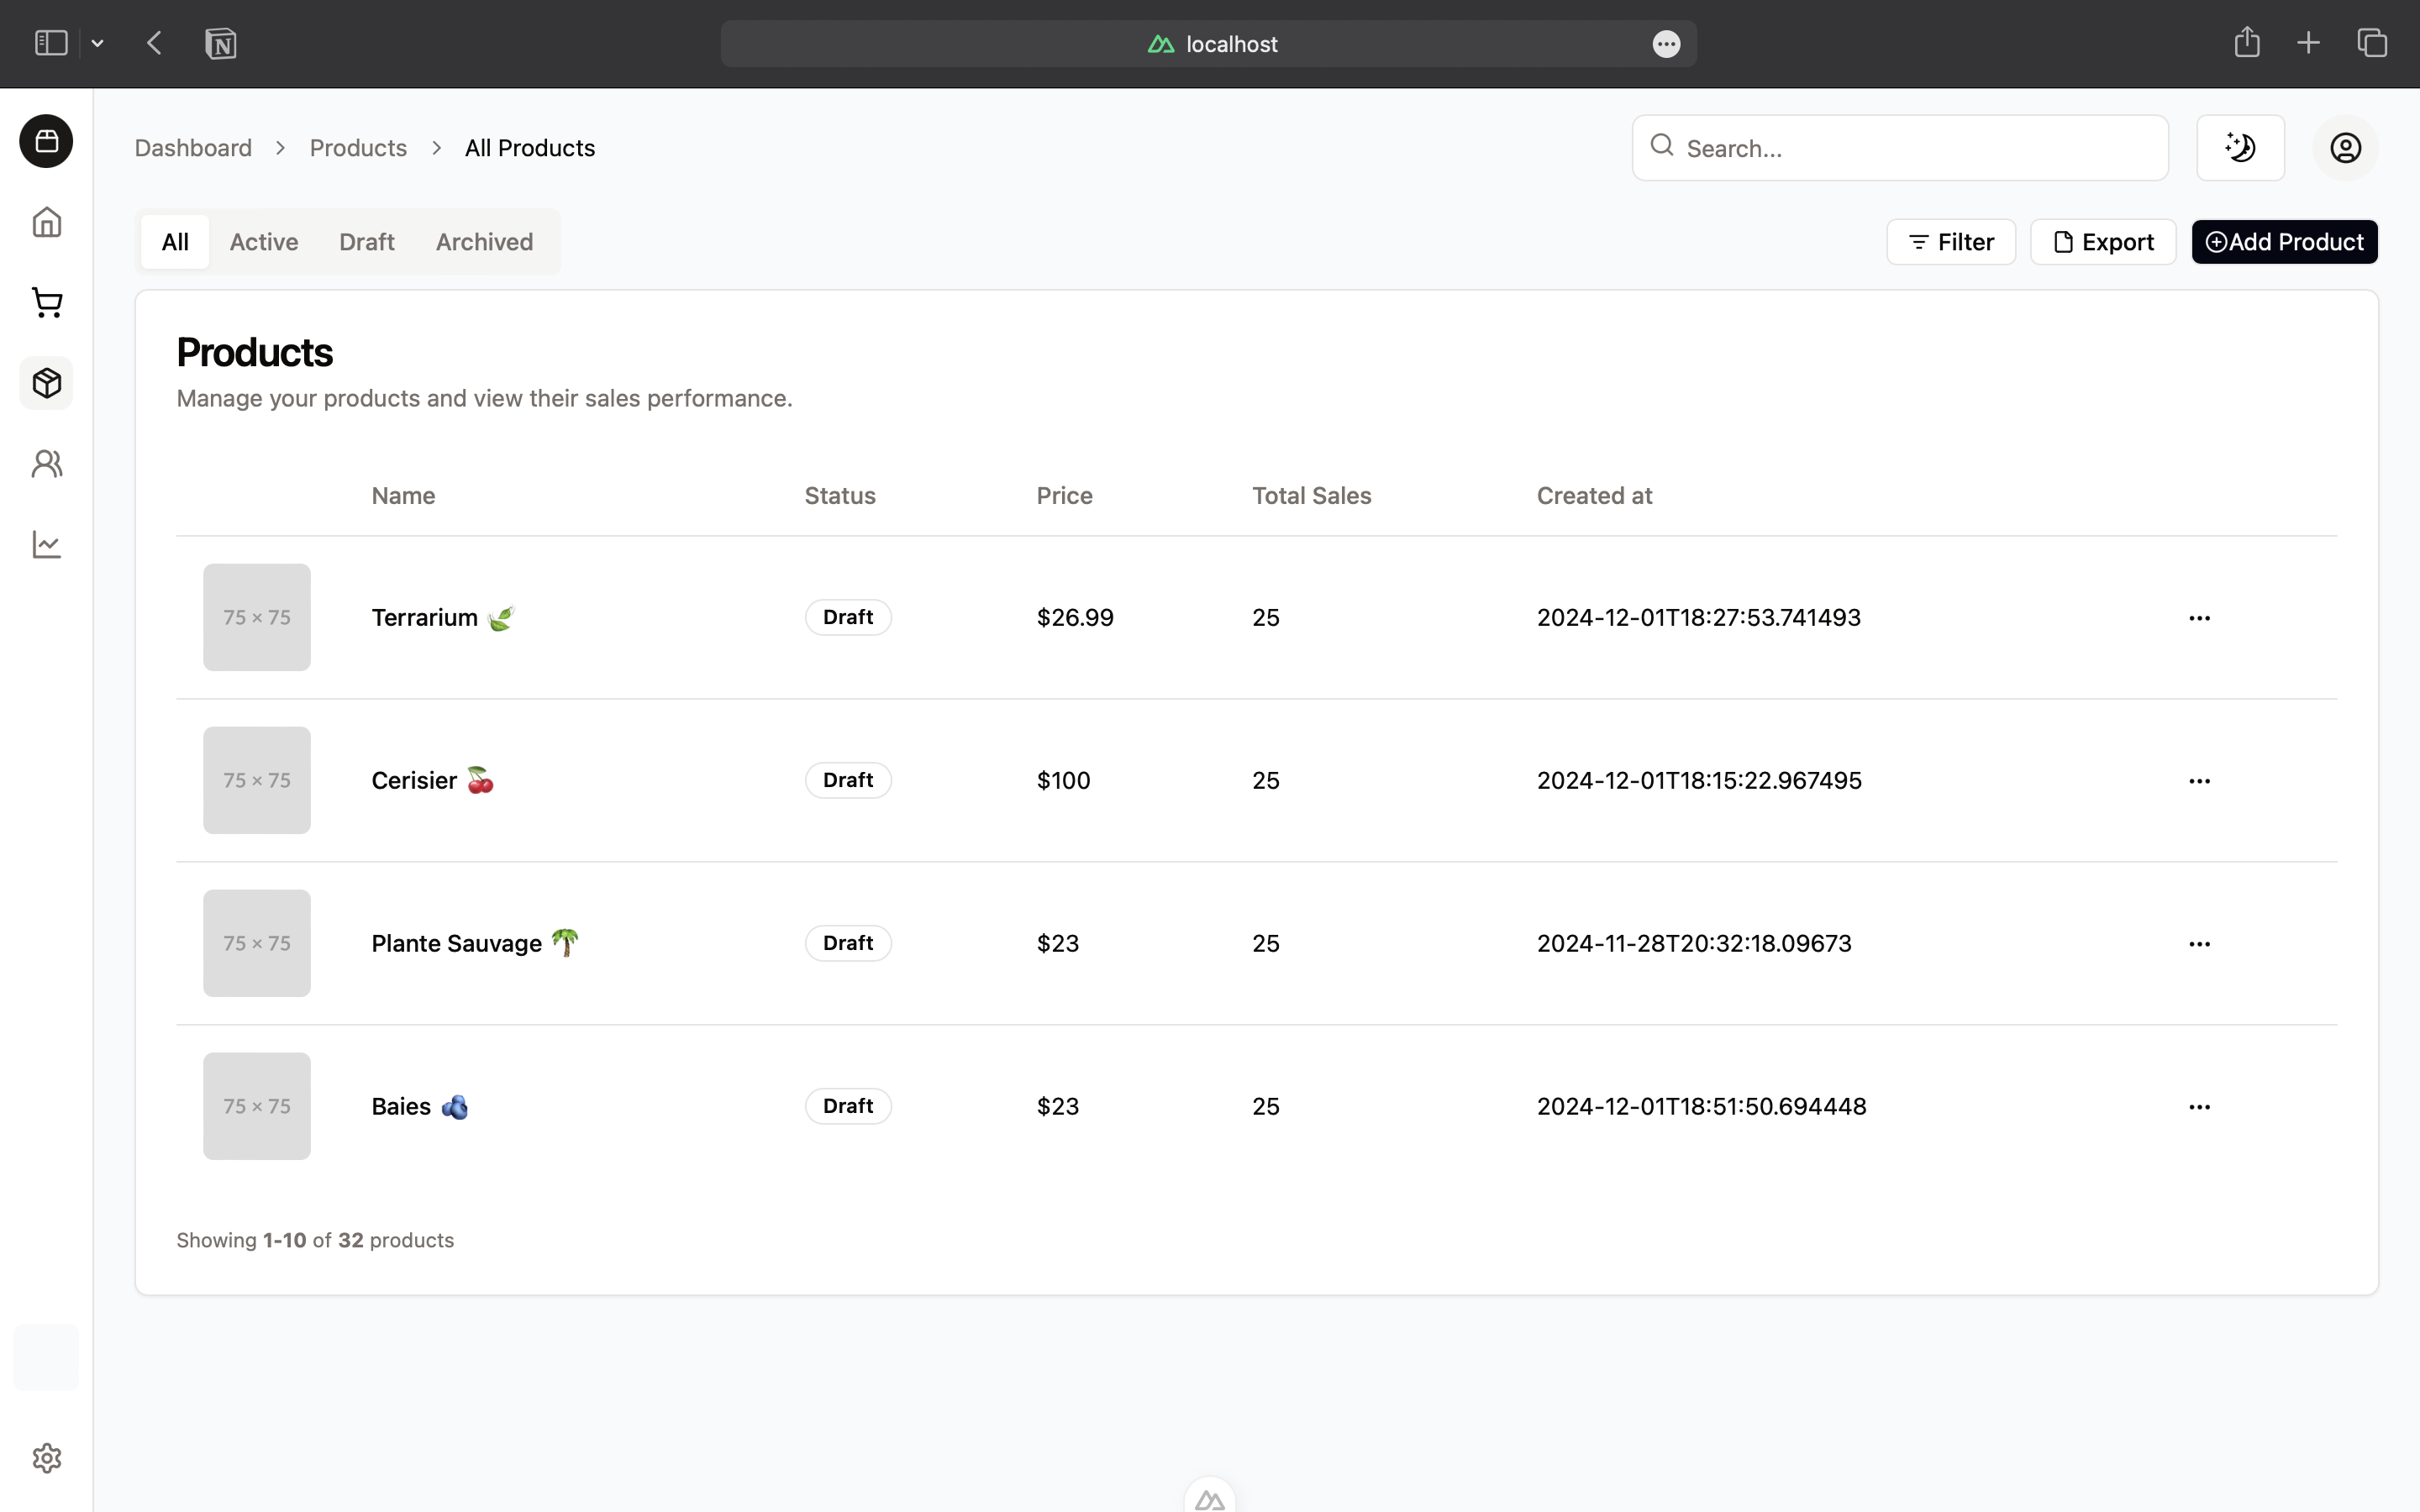 localhost
Dashboard > Products > All Products
Search...
All Active Draft Archived
Filter Export Add Product
Products
Manage your products and view their sales performance.
Name Status Price Total Sales Created at
75 × 75 Terrarium 🌿 Draft $26.99 25 2024-12-01T18:27:53.741493
75 × 75 Cerisier 🍒 Draft $100 25 2024-12-01T18:15:22.967495
75 × 75 Plante Sauvage 🌴 Draft $23 25 2024-11-28T20:32:18.09673
75 × 75 Baies 🫐 Draft $23 25 2024-12-01T18:51:50.694448
Showing 1-10 of 32 products